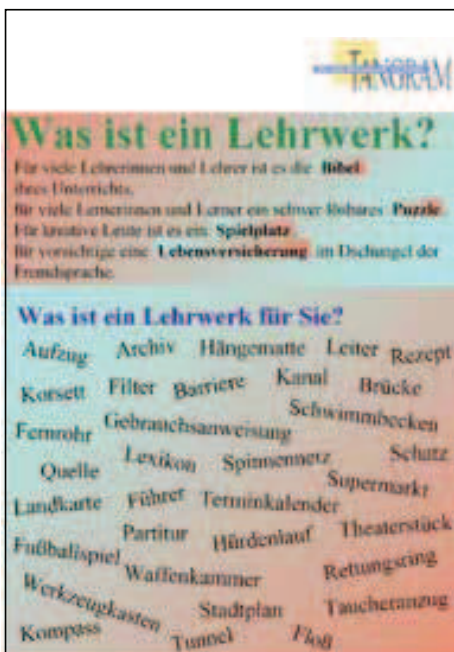 TANGRAM
Was ist ein Lehrwerk?
Für viele Lehrerinnen und Lehrer ist es die Bibel
ihres Unterrichts,
für viele Lernerinnen und Lerner ein schwer lösbares Puzzle.
Für kreative Leute ist es ein Spielplatz,
für vorsichtige eine Lebensversicherung im Dschungel der
Fremdsprache.
Was ist ein Lehrwerk für Sie?
Aufzug Archiv Hängematte Leiter Rezept
Korsett Filter Barriere Kanal Brücke
Fernrohr Gebrauchsanweisung Schwimmbecken
Quelle Lexikon Spinnennetz Schatz
Landkarte Führer Terminkalender Supermarkt
Fußballspiel Partitur Hürdenlauf Theaterstück
Waffenkammer Rettungsring
Werkzeugkasten Stadtplan Taucheranzug
Kompass Tunnel Floß